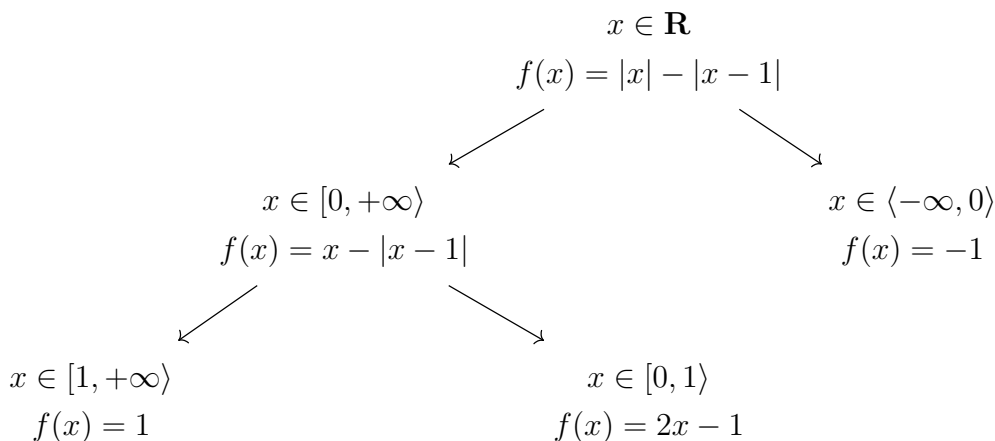 x ∈ R
f(x) = |x| − |x − 1|
x ∈ [0, +∞⟩
f(x) = x − |x − 1|
x ∈ ⟨−∞, 0⟩
f(x) = −1
x ∈ [1, +∞⟩
f(x) = 1
x ∈ [0, 1⟩
f(x) = 2x − 1